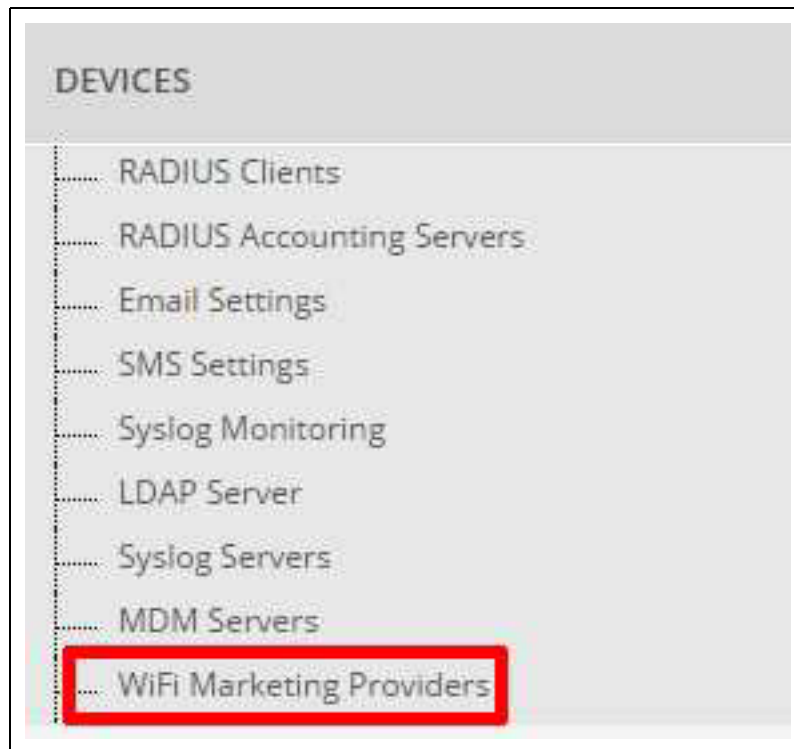 DEVICES
RADIUS Clients
RADIUS Accounting Servers
Email Settings
SMS Settings
Syslog Monitoring
LDAP Server
Syslog Servers
MDM Servers
WiFi Marketing Providers